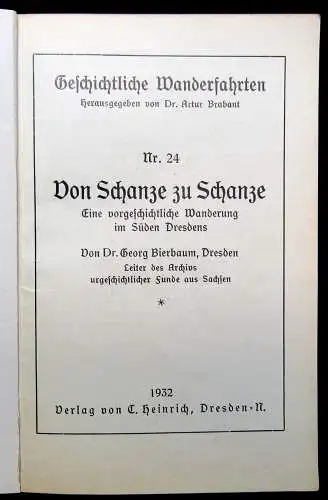 Geschichtliche Wanderfahrten
Herausgegeben von Dr. Artur Brabant
Nr. 24
Von Schanze zu Schanze
Eine vorgeschichtliche Wanderung
im Süden Dresdens
Von Dr. Georg Bierbaum, Dresden
Leiter des Archivs
urgeschichtlicher Funde aus Sachsen
*
1932
Verlag von C. Heinrich, Dresden-N.